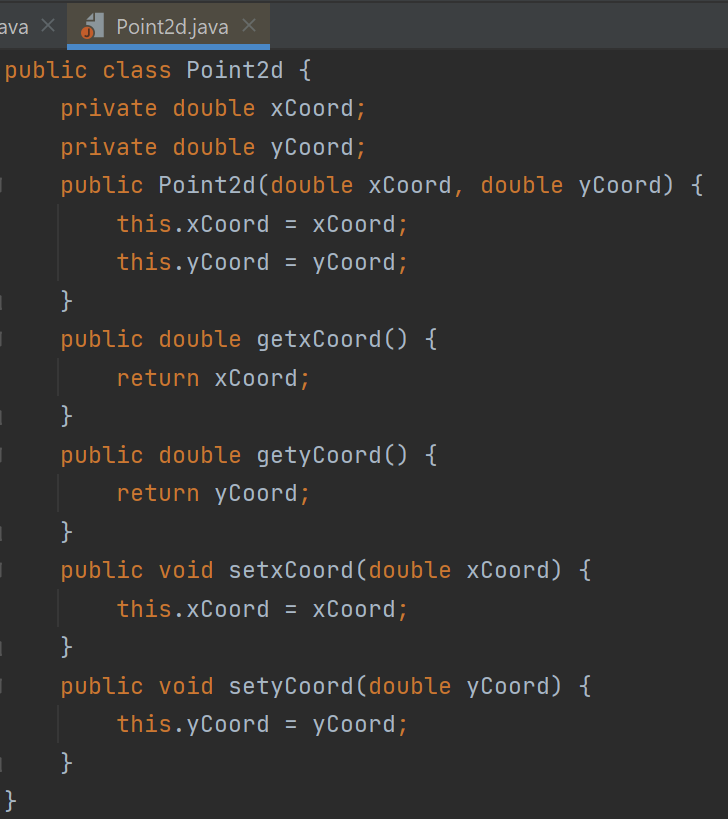 ava Point2d.java
public class Point2d {
    private double xCoord;
    private double yCoord;
    public Point2d(double xCoord, double yCoord) {
        this.xCoord = xCoord;
        this.yCoord = yCoord;
    }
    public double getxCoord() {
        return xCoord;
    }
    public double getyCoord() {
        return yCoord;
    }
    public void setxCoord(double xCoord) {
        this.xCoord = xCoord;
    }
    public void setyCoord(double yCoord) {
        this.yCoord = yCoord;
    }
}